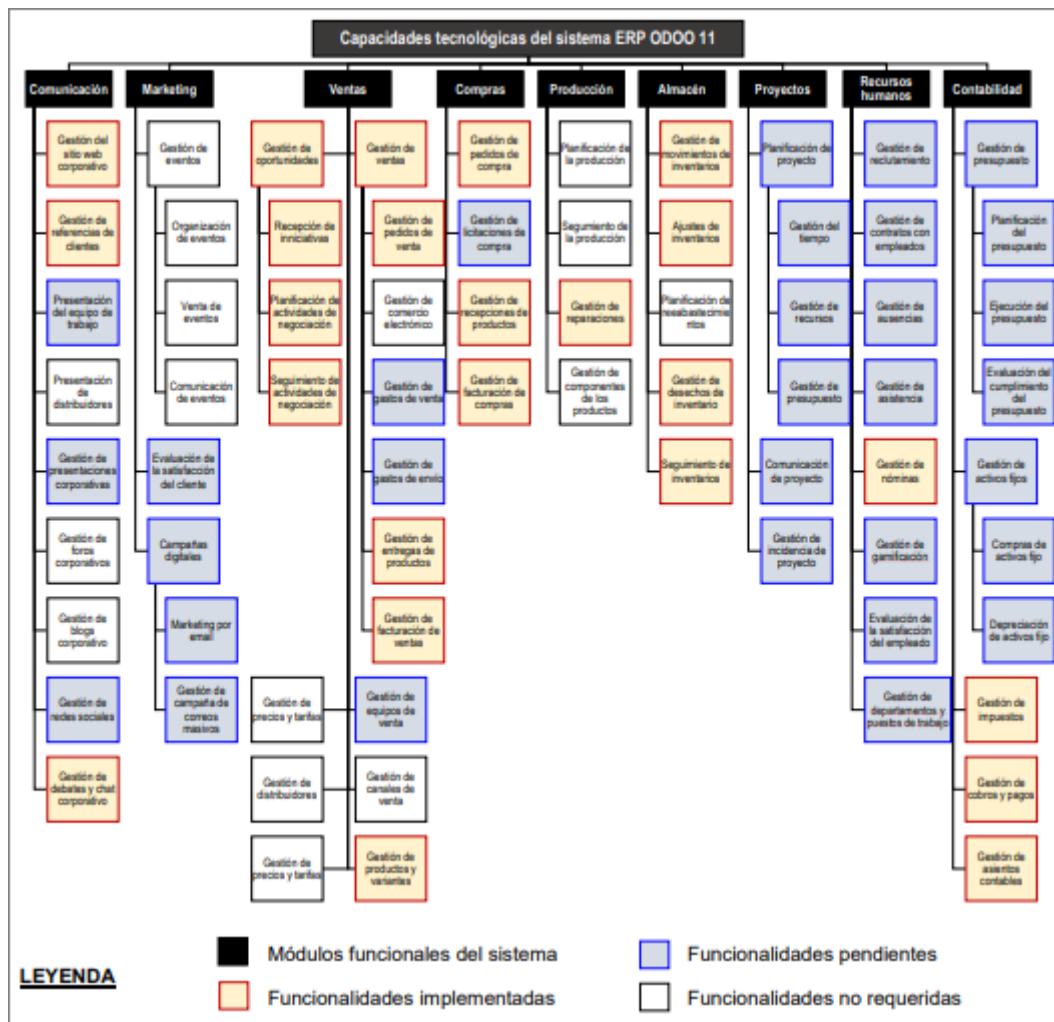 Capacidades tecnológicas del sistema ERP ODOO 11
Comunicación
Marketing
Ventas
Compras
Producción
Almacén
Proyectos
Recursos
humanos
Contabilidad
Gestión del
sitio web
corporativo
Gestión de
referencias de
clientes
Presentación
del equipo de
trabajo
Presentación
de
distribuidores
Gestión de
presentaciones
corporativas
Gestión de
foros
corporativos
Gestión de
blogs
corporativo
Gestión de
redes sociales
Gestión de
debates y chat
corporativo
Gestión de
eventos
Organización
de eventos
Venta de
eventos
Comunicación
de eventos
Evaluación de
la satisfacción
del cliente
Campañas
digitales
Marketing por
email
Gestión de
campaña de
correos
masivos
Gestión de
oportunidades
Recepción de
inniciativas
Planificación de
actividades de
negociación
Seguimiento de
actividades de
negociación
Gestión de
ventas
Gestión de
pedidos de
venta
Gestión de
comercio
electrónico
Gestión de
gastos de venta
Gestión de
gastos de envío
Gestión de
entregas de
productos
Gestión de
facturación de
ventas
Gestión de
precios y tarifas
Gestión de
equipos de
venta
Gestión de
distribuidores
Gestión de
canales de
venta
Gestión de
precios y tarifas
Gestión de
productos y
variantes
Gestión de
pedidos de
compra
Gestión de
licitaciones de
compra
Gestión de
recepciones de
productos
Gestión de
facturación de
compras
Planificación de
la producción
Segumiento de
la producción
Gestión de
reparaciones
Gestión de
componentes
de los
productos
Gestión de
movimientos de
inventarios
Ajustes de
inventarios
Planificación de
reeabastecimie
ntos
Gestión de
desechos de
inventario
Seguimiento de
inventarios
Planificación de
proyecto
Gestión del
tiempo
Gestión de
recursos
Gestión de
presupuesto
Comunicación
de proyecto
Gestión de
incidencia de
proyecto
Gestión de
reclutamiento
Gestión de
contratos con
empleados
Gestión de
ausencias
Gestión de
asistencia
Gestión de
nóminas
Gestión de
gamificación
Evaluación de
la satisfacción
del empleado
Gestión de
departamentos y
puestos de trabajo
Gestión de
presupuesto
Planificación
del
presupuesto
Ejecución del
presupuesto
Evaluación del
cumplimiento
del presupuesto
Gestión de
activos fijos
Compras de
activos fijo
Depreciación
de activos fijo
Gestión de
impuestos
Gestión de
cobros y pagos
Gestión de
asientos
contables
LEYENDA
Módulos funcionales del sistema
Funcionalidades implementadas
Funcionalidades pendientes
Funcionalidades no requeridas